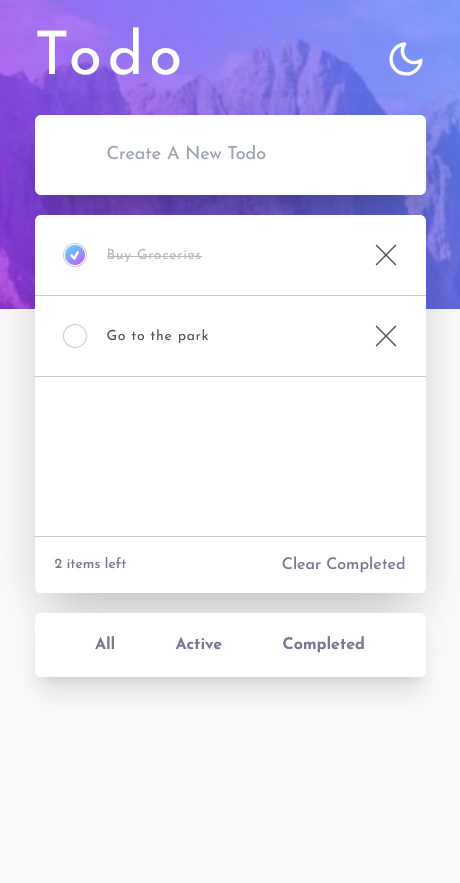 Todo
Create A New Todo
Buy Groceries
Go to the park
2 items left
Clear Completed
All
Active
Completed